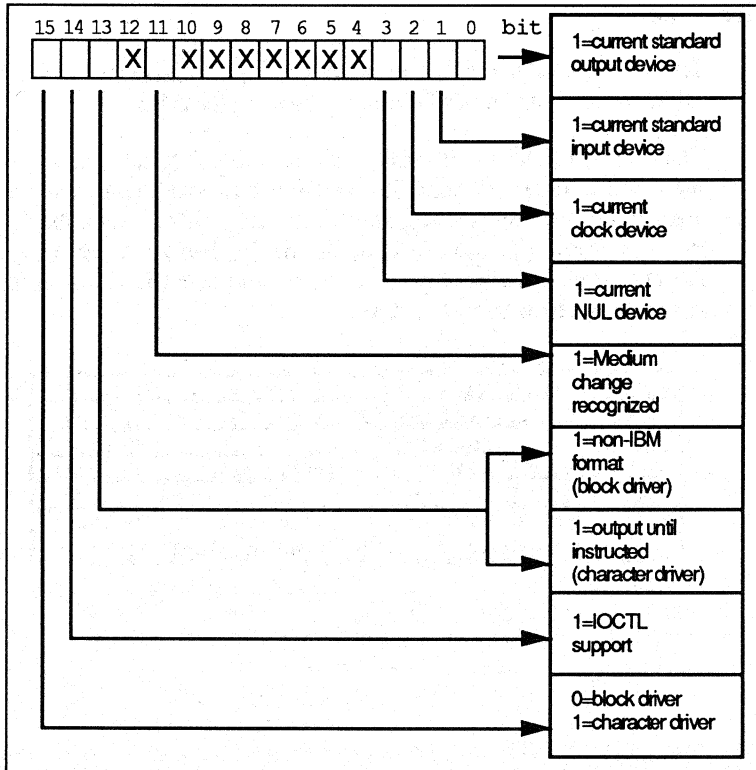 15 14 13 12 11 10 9 8 7 6 5 4 3 2 1 0 bit
X X X X X X X X
1=current standard
output device
1=current standard
input device
1=current
clock device
1=current
NUL device
1=Medium
change
recognized
1=non-IBM
format
(block driver)
1=output until
instructed
(character driver)
1=IOCTL
support
0=block driver
1=character driver